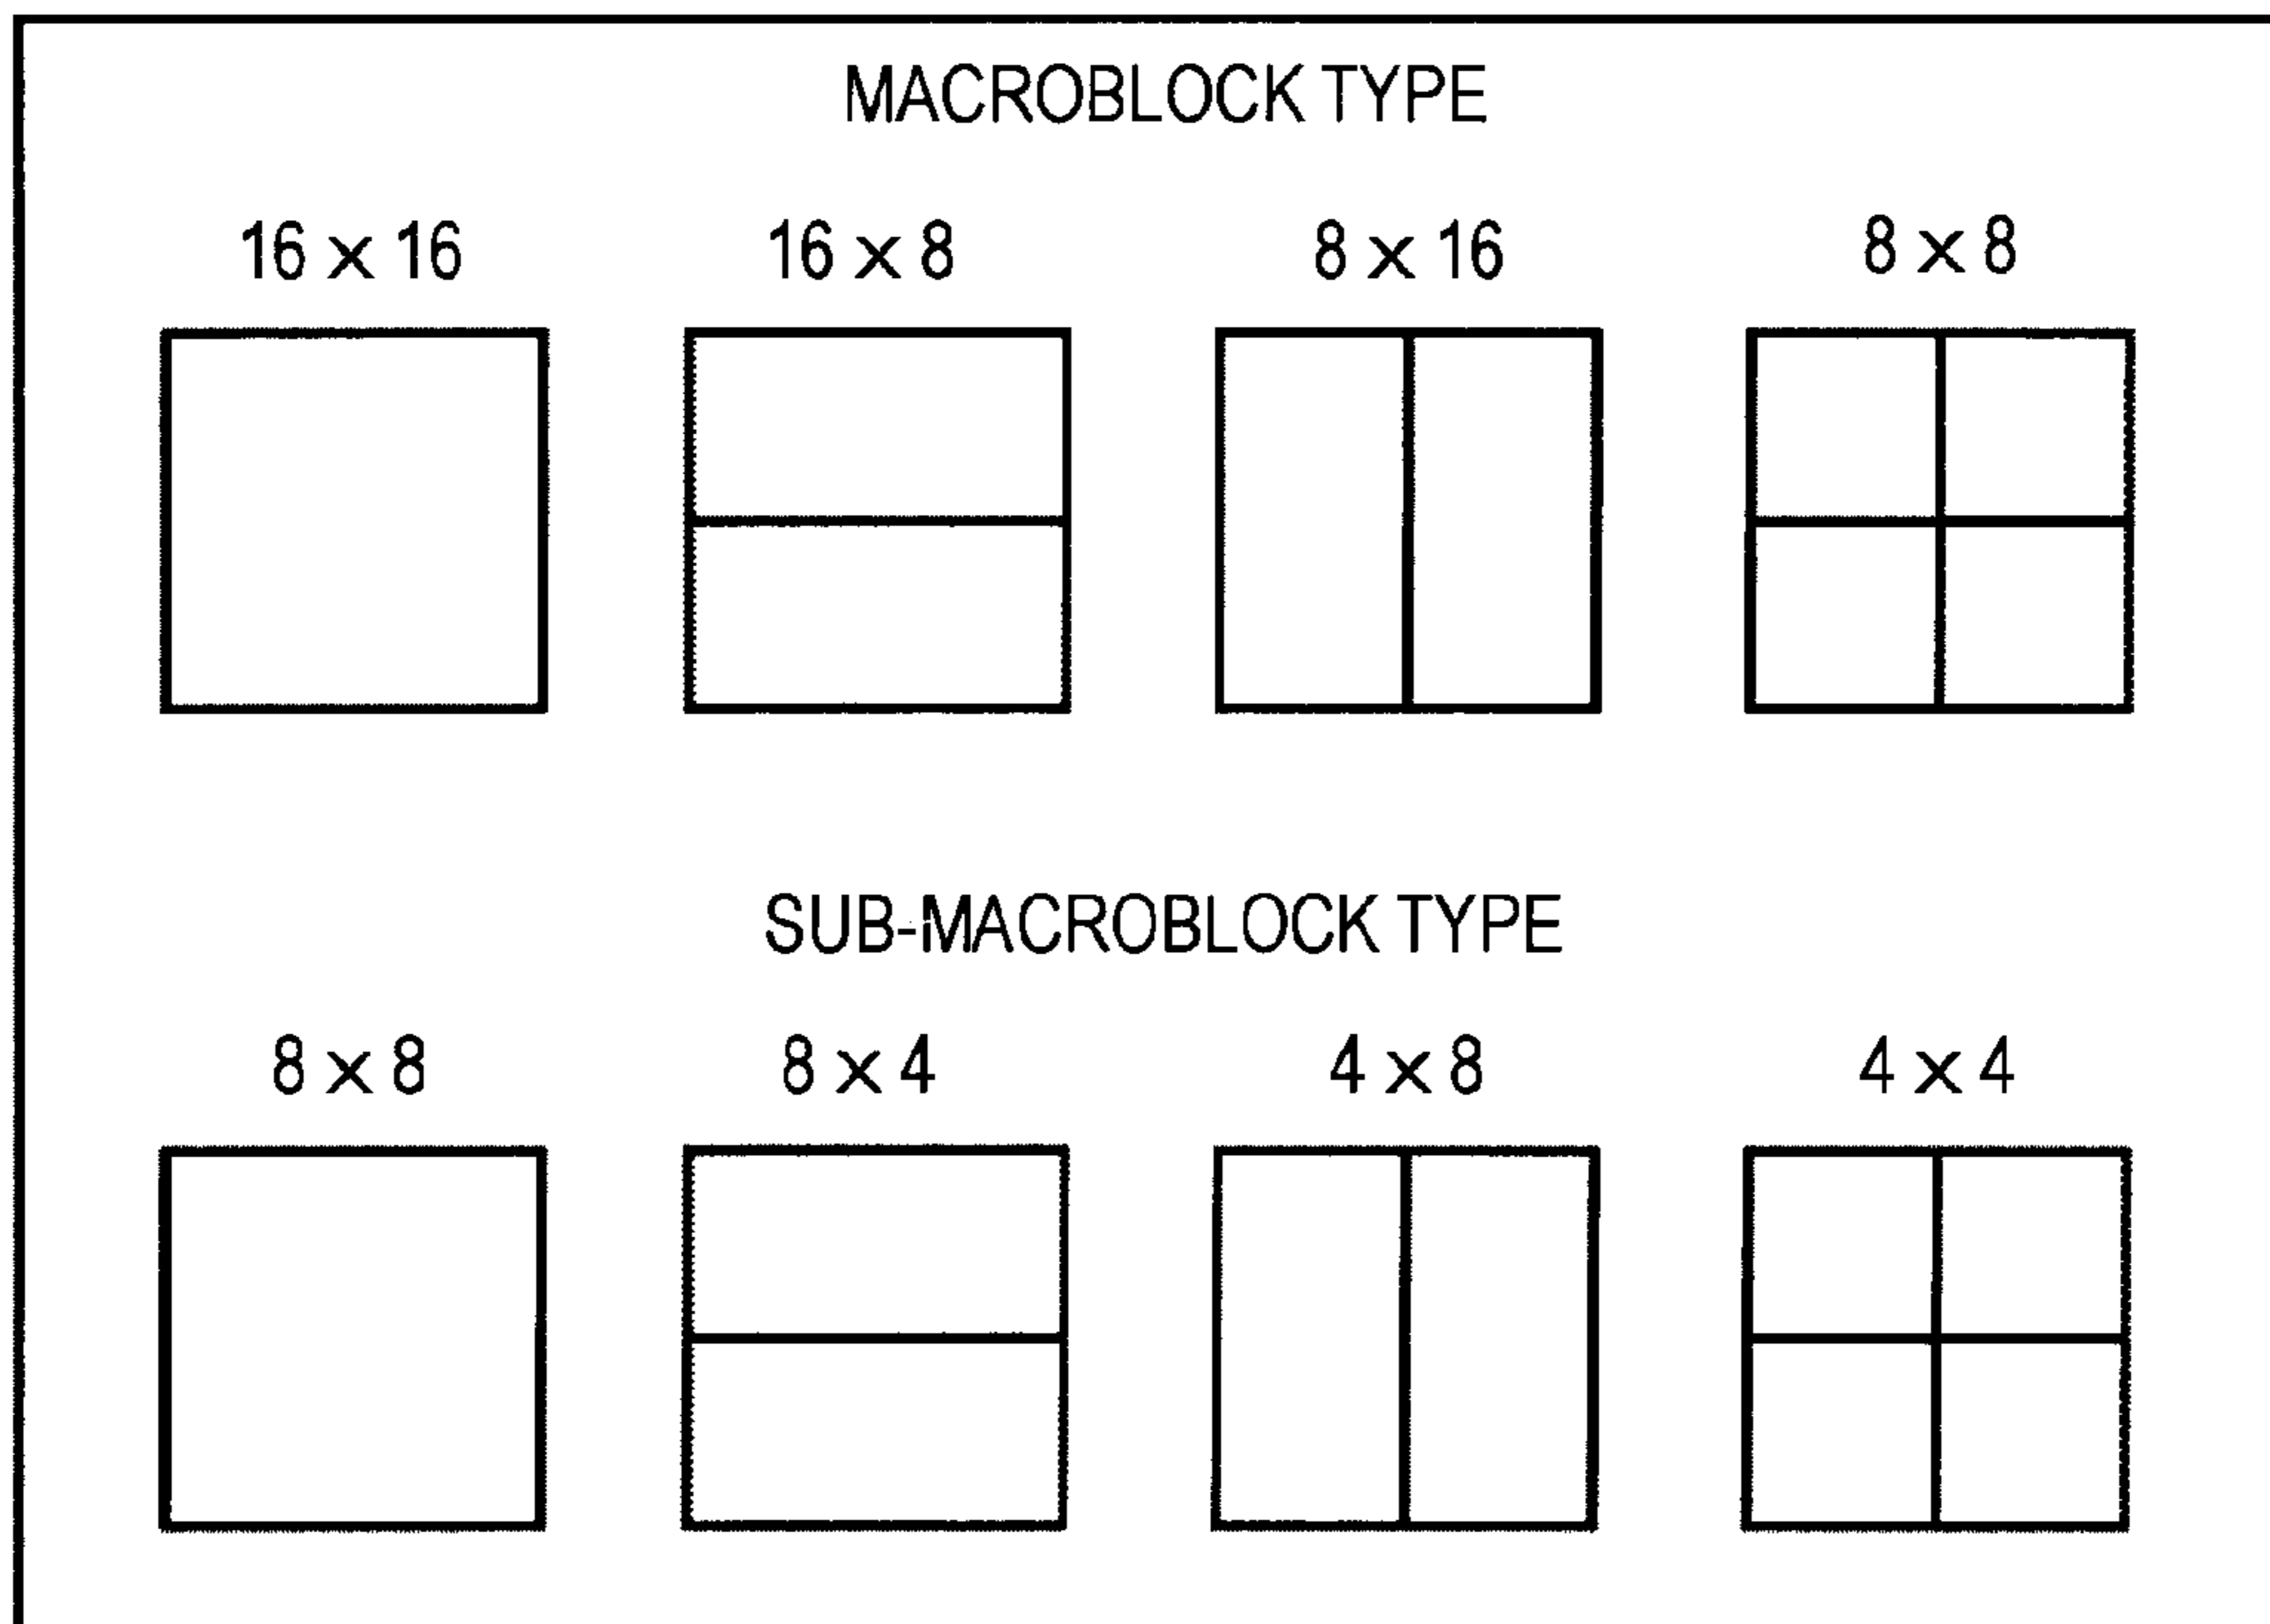 MACROBLOCK TYPE
16 x 16 16 x 8 8 x 16 8 x 8
SUB-MACROBLOCK TYPE
8 x 8 8 x 4 4 x 8 4 x 4